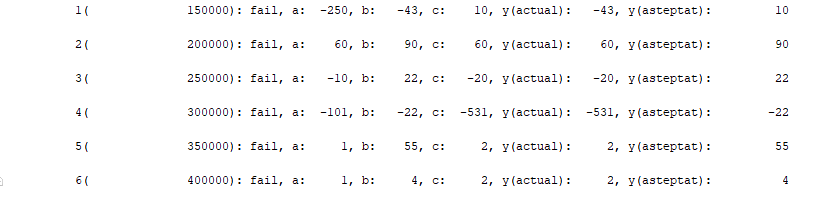 1( 150000): fail, a: -250, b: -43, c: 10, y(actual): -43, y(asteptat): 10
2( 200000): fail, a: 60, b: 90, c: 60, y(actual): 60, y(asteptat): 90
3( 250000): fail, a: -10, b: 22, c: -20, y(actual): -20, y(asteptat): 22
4( 300000): fail, a: -101, b: -22, c: -531, y(actual): -531, y(asteptat): -22
5( 350000): fail, a: 1, b: 55, c: 2, y(actual): 2, y(asteptat): 55
6( 400000): fail, a: 1, b: 4, c: 2, y(actual): 2, y(asteptat): 4